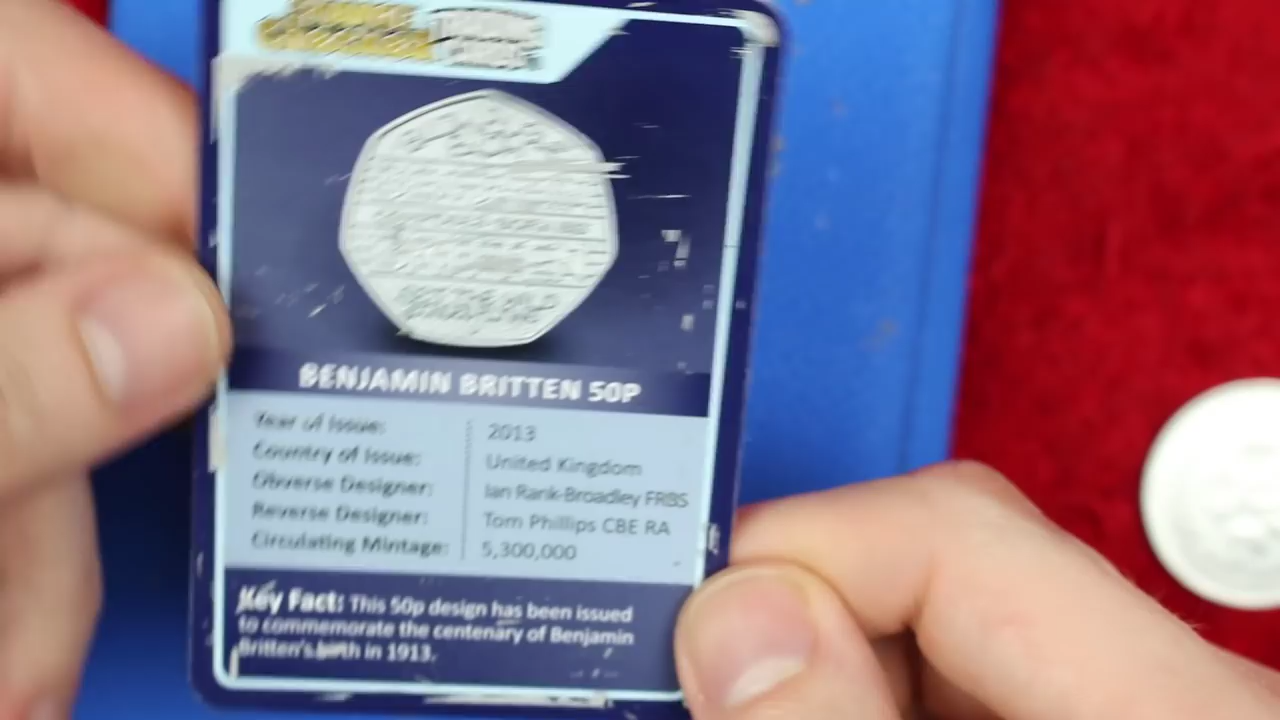 BENJAMIN BRITTEN 50P
Year of Issue: 2013
Country of Issue: United Kingdom
Obverse Designer: Ian Rank-Broadley FRBS
Reverse Designer: Tom Phillips CBE RA
Circulating Mintage: 5,300,000
Key Fact: This 50p design has been issued
to commemorate the centenary of Benjamin
Britten's birth in 1913.